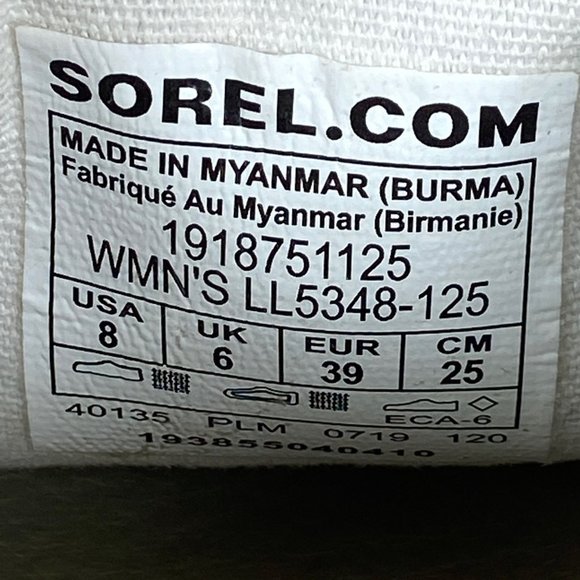 SOREL.COM
MADE IN MYANMAR (BURMA)
Fabriqué Au Myanmar (Birmanie)
1918751125
WMN'S LL5348-125
USA UK EUR CM
8 6 39 25
ECA-6
40135 PLM 0719 120
193855040410